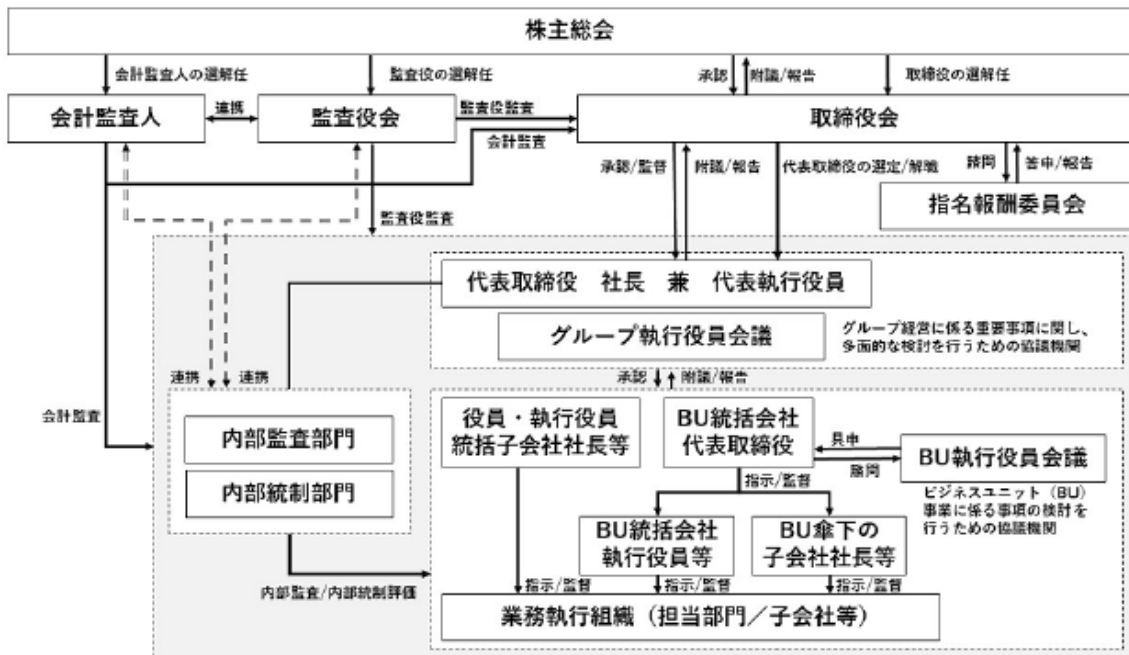 株主総会
会計監査人の選解任
監査役の選解任
承認
附議/報告
取締役の選解任
会計監査人
連携
監査役会
監査役監査
会計監査
取締役会
承認/監督
附議/報告
代表取締役の選定/解職
諮問
答申/報告
指名報酬委員会
監査役監査
代表取締役 社長 兼 代表執行役員
グループ執行役員会議
グループ経営に係る重要事項に関し、
多面的な検討を行うための協議機関
連携
連携
承認
附議/報告
会計監査
内部監査部門
内部統制部門
役員・執行役員
統括子会社社長等
BU統括会社
代表取締役
具申
諮問
BU執行役員会議
ビジネスユニット（BU）
事業に係る事項の検討を
行うための協議機関
指示/監督
BU統括会社
執行役員等
BU傘下の
子会社社長等
内部監査/内部統制評価
指示/監督
指示/監督
指示/監督
業務執行組織（担当部門／子会社等）